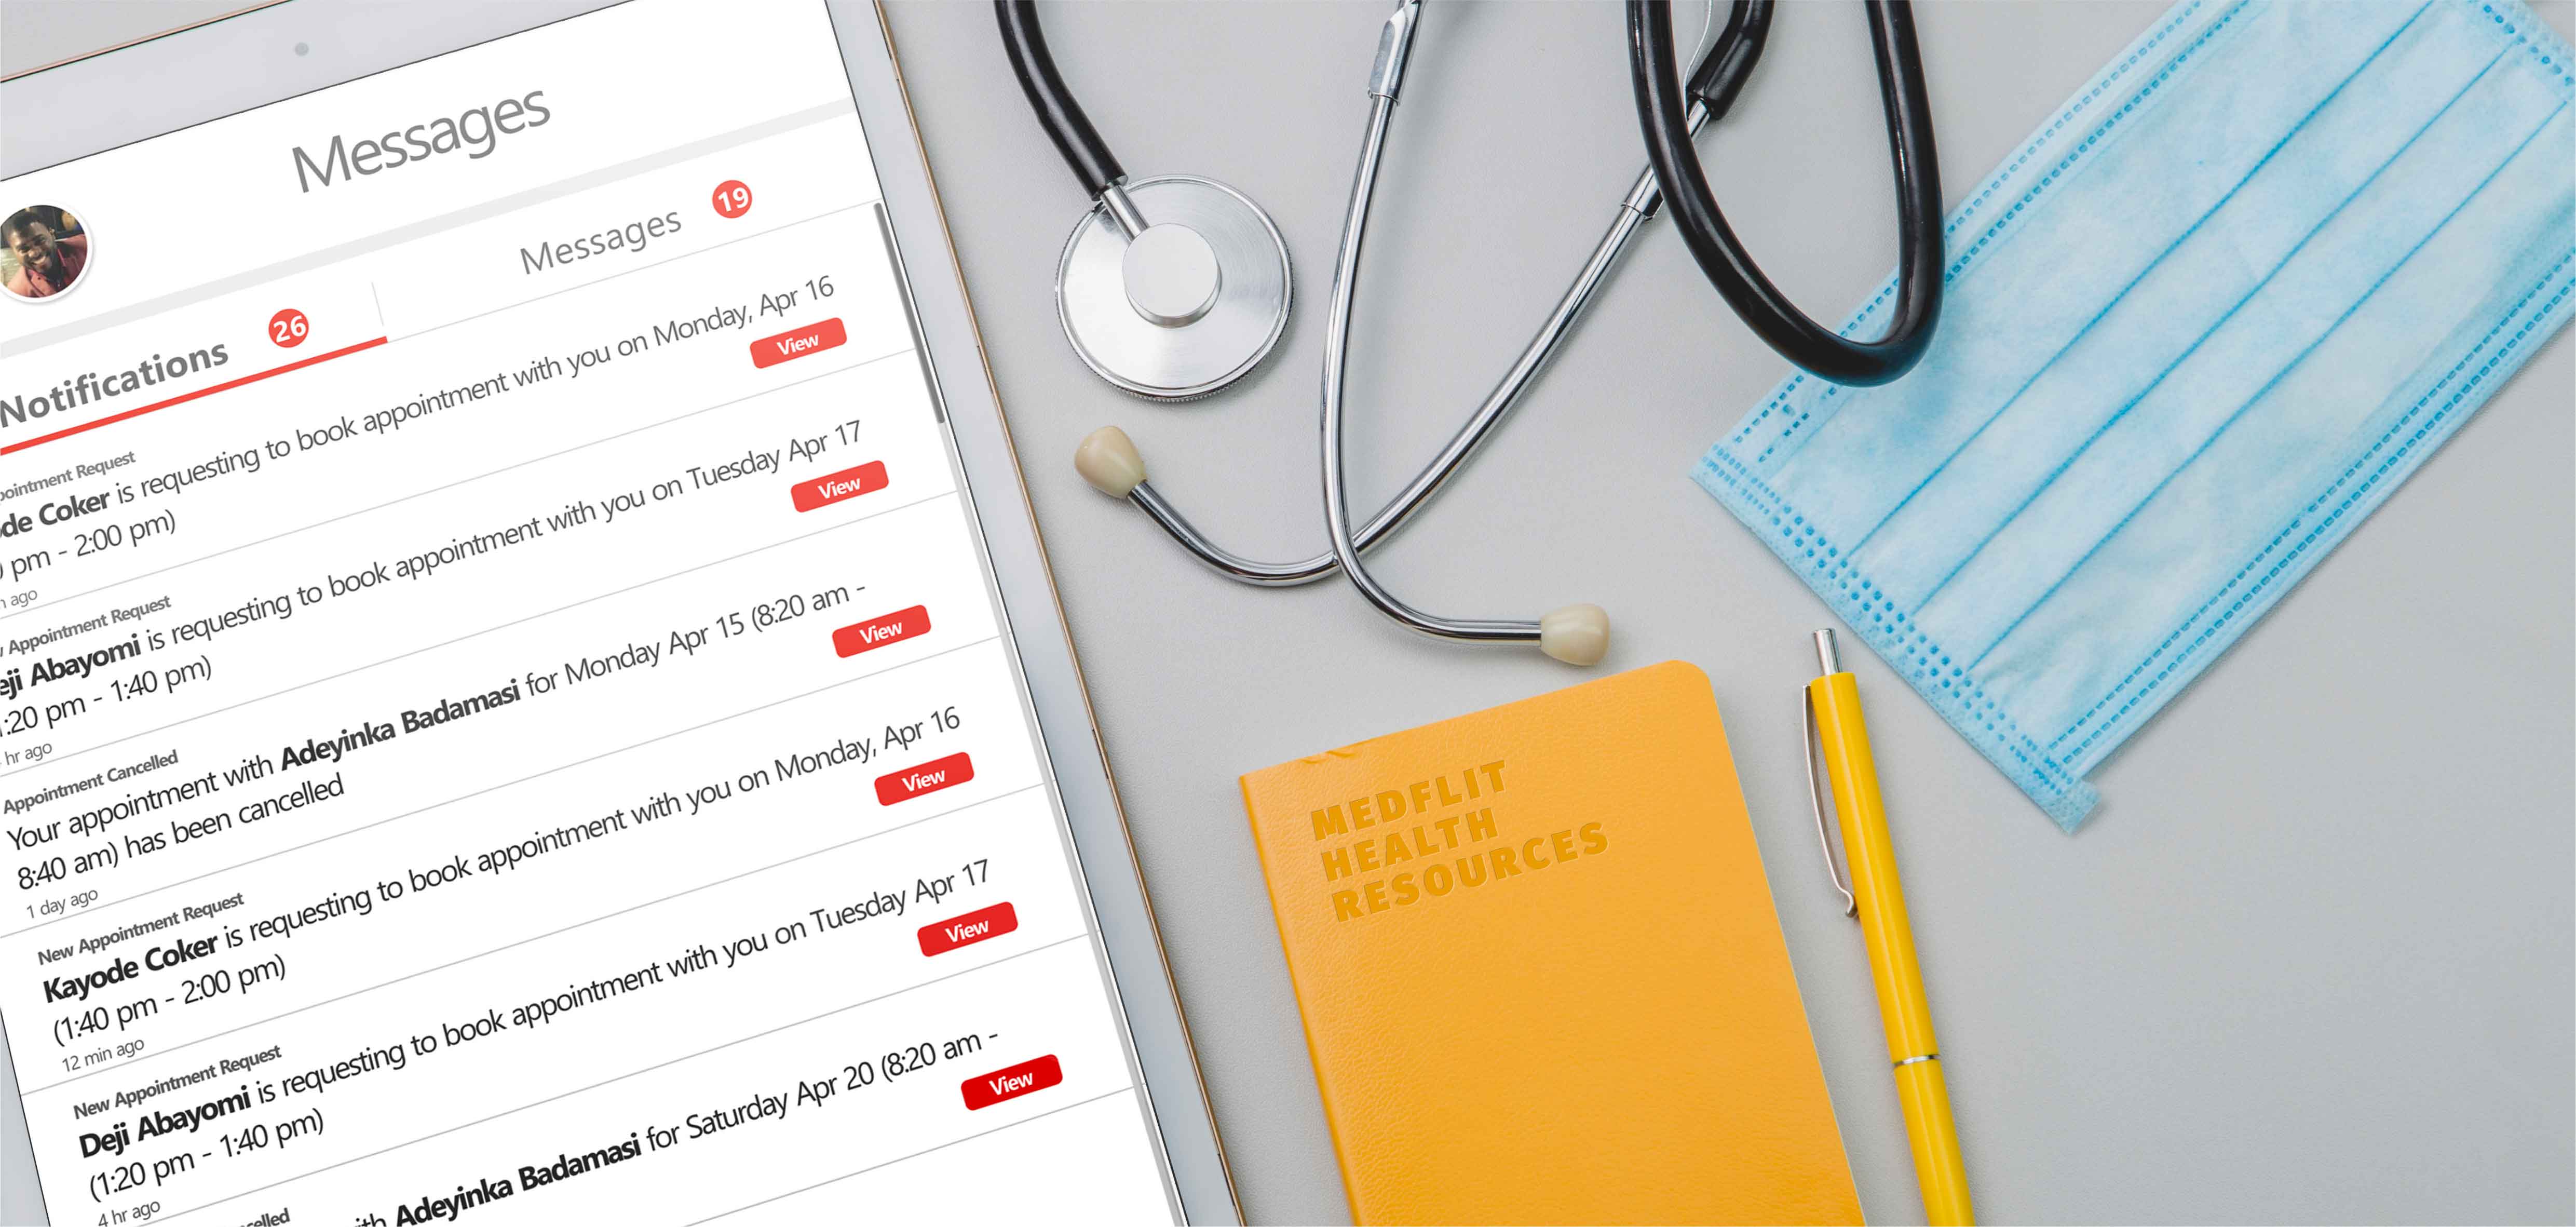 Messages
Notifications 26
Messages 19
Appointment Request
Coker is requesting to book appointment with you on Monday, Apr 16
pm - 2:00 pm)
View
ago
Appointment Request
Abayomi is requesting to book appointment with you on Tuesday Apr 17
:20 pm - 1:40 pm)
View
hr ago
Appointment Cancelled
Your appointment with Adeyinka Badamasi for Monday Apr 15 (8:20 am -
8:40 am) has been cancelled
View
1 day ago
New Appointment Request
Kayode Coker is requesting to book appointment with you on Monday, Apr 16
(1:40 pm - 2:00 pm)
View
12 min ago
New Appointment Request
Deji Abayomi is requesting to book appointment with you on Tuesday Apr 17
(1:20 pm - 1:40 pm)
View
4 hr ago
Adeyinka Badamasi for Saturday Apr 20 (8:20 am -
View
MEDFLIT
HEALTH
RESOURCES